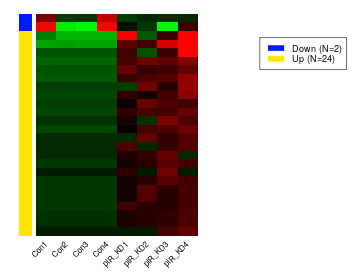 Down (N=2)
Up (N=24)
Con1
Con2
Con3
Con4
piR_KD1
piR_KD2
piR_KD3
piR_KD4